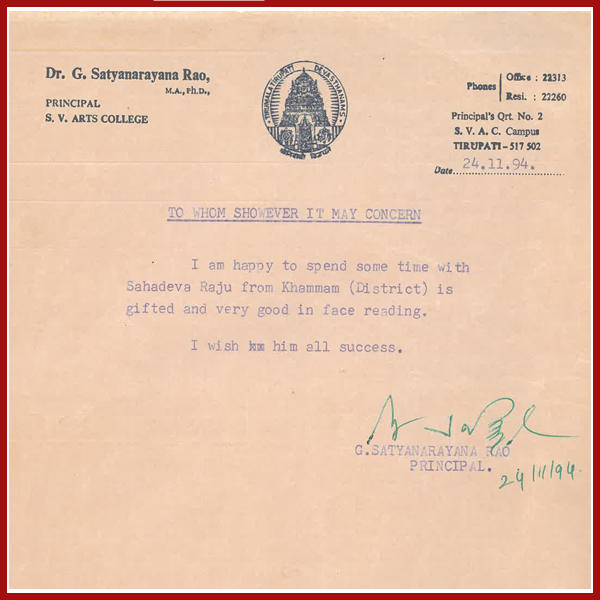 Dr. G. Satyanarayana Rao,
M.A., Ph.D.,
PRINCIPAL
S. V. ARTS COLLEGE
TIRUMALA TIRUPATI DEVASTHANAMS
Phones
Office : 22313
Resi. : 22260
Principal's Qrt. No. 2
S. V. A. C. Campus
TIRUPATI-517 502
Date 24.11.94.
TO WHOM SHOWEVER IT MAY CONCERN
I am happy to spend some time with
Sahadeva Raju from Khammam (District) is
gifted and very good in face reading.
I wish him all success.
G.SATYANARAYANA RAO
PRINCIPAL.
24/11/94.